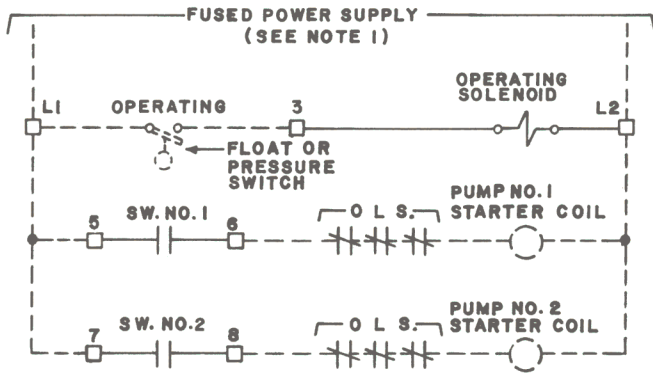 FUSED POWER SUPPLY
(SEE NOTE 1)
OPERATING
SOLENOID
L1
OPERATING
3
L2
FLOAT OR
PRESSURE
SWITCH
PUMP NO.1
STARTER COIL
SW. NO.1
O L S.
5
6
PUMP NO.2
STARTER COIL
SW. NO.2
O L S.
7
8